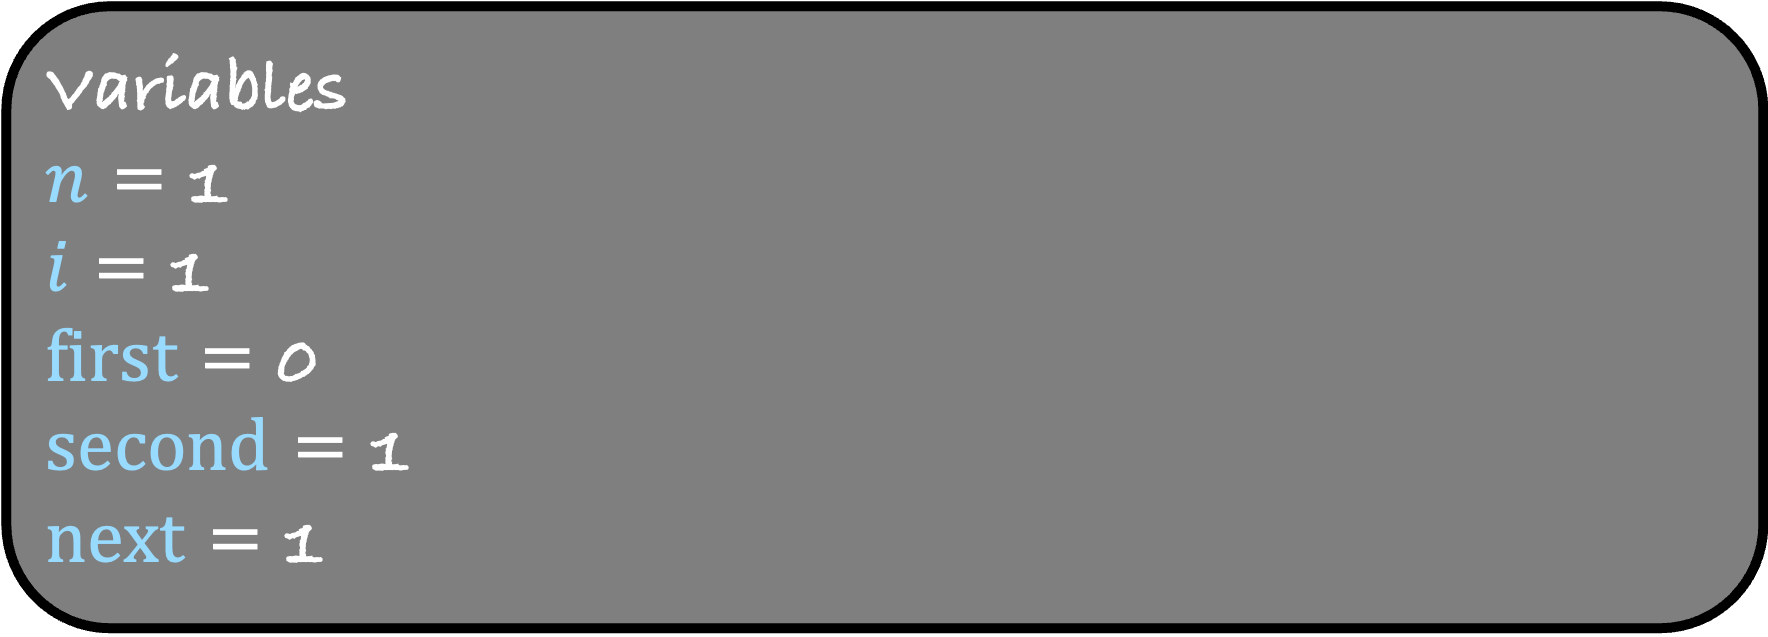 Variables
n = 1
i = 1
first = 0
second = 1
next = 1